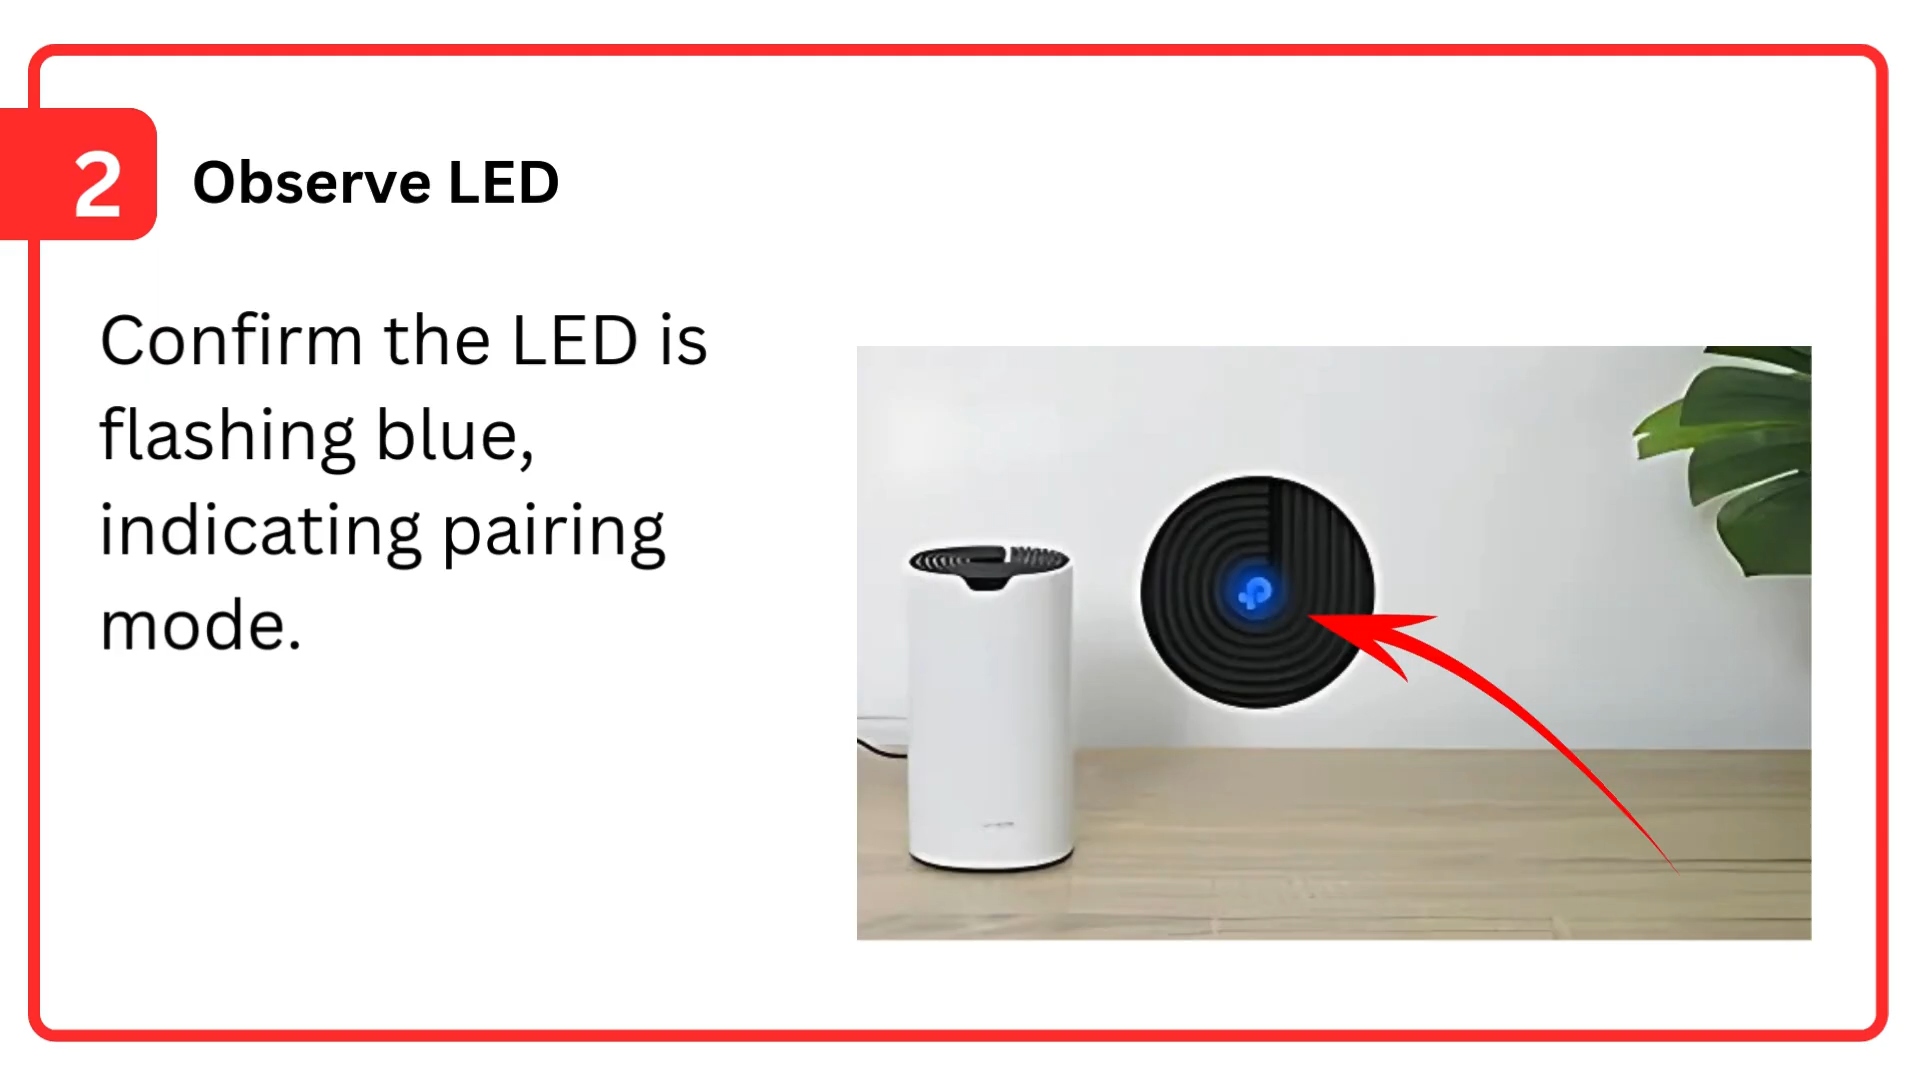 2
Observe LED
Confirm the LED is
flashing blue,
indicating pairing
mode.